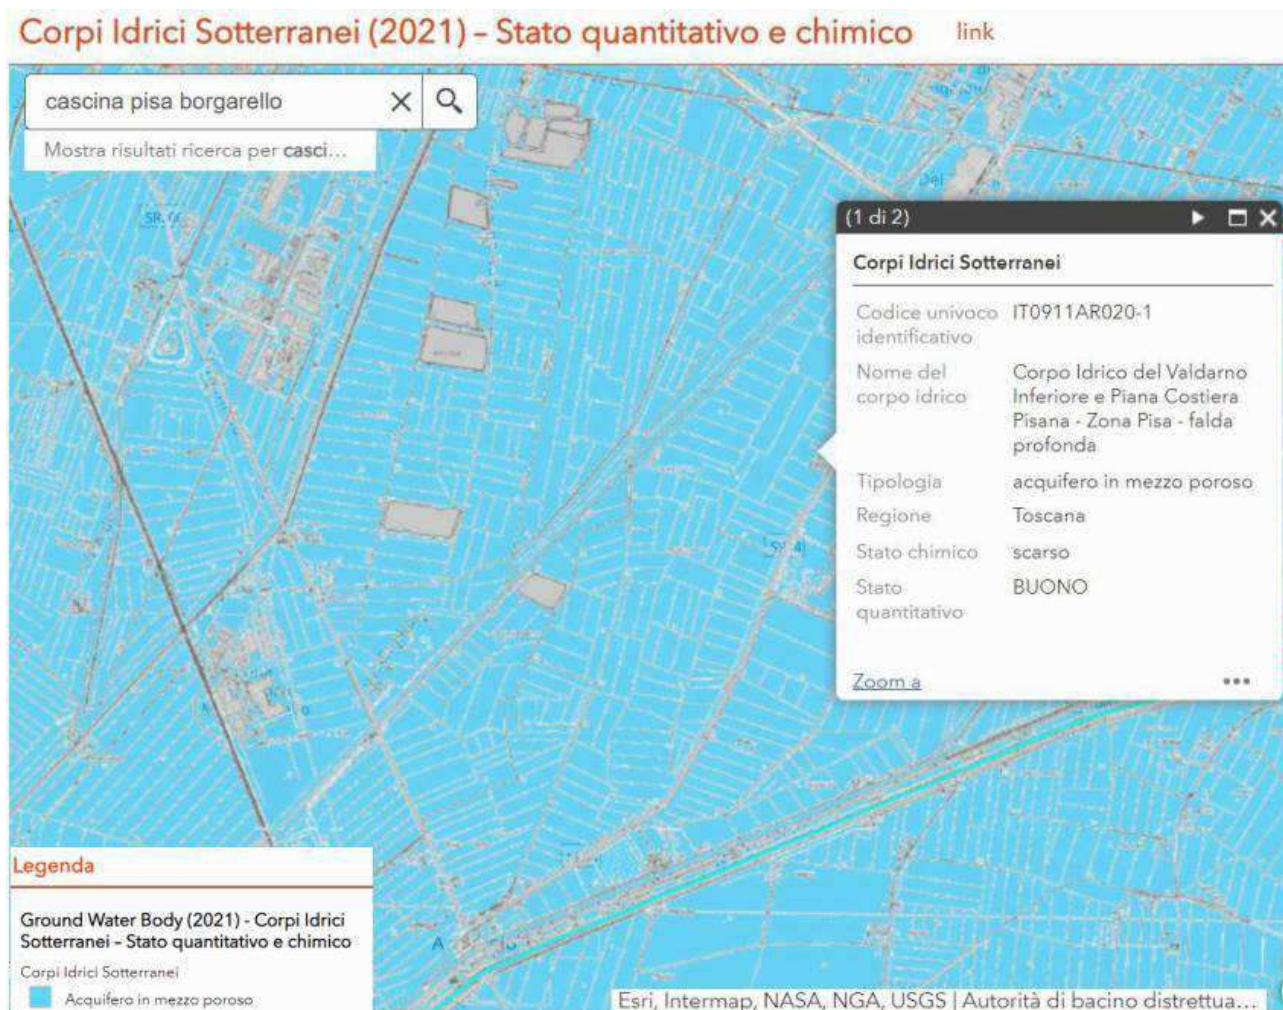 Corpi Idrici Sotterranei (2021) – Stato quantitativo e chimico link
cascina pisa borgarello
Mostra risultati ricerca per casci...
(1 di 2)
Corpi Idrici Sotterranei
Codice univoco identificativo IT0911AR020-1
Nome del corpo idrico Corpo Idrico del Valdarno
Inferiore e Piana Costiera
Pisana - Zona Pisa - falda
profonda
Tipologia acquifero in mezzo poroso
Regione Toscana
Stato chimico scarso
Stato quantitativo BUONO
Zoom a
Legenda
Ground Water Body (2021) - Corpi Idrici
Sotterranei – Stato quantitativo e chimico
Corpi Idrici Sotterranei
Acquifero in mezzo poroso
Esri, Intermap, NASA, NGA, USGS | Autorità di bacino distrettua...